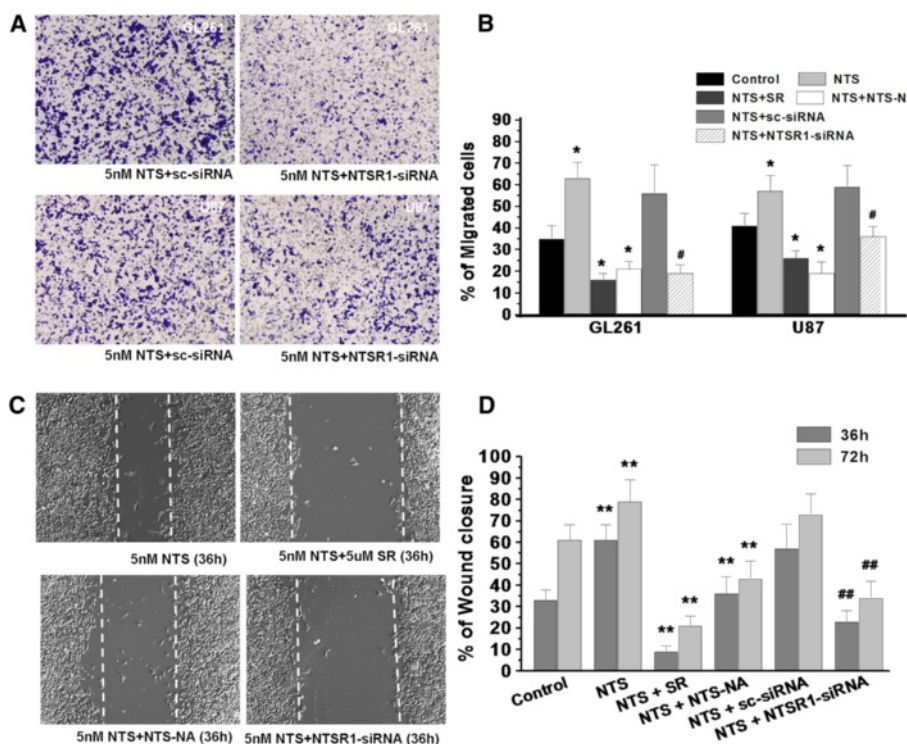 A
GL261
GL261
5nM NTS+sc-siRNA
5nM NTS+NTSR1-siRNA
U87
U87
5nM NTS+sc-siRNA
5nM NTS+NTSR1-siRNA
B
Control
NTS
NTS+SR
NTS+NTS-N
NTS+sc-siRNA
NTS+NTSR1-siRNA
% of Migrated cells
90
80
70
60
50
40
30
20
10
0
*
*
*
#
*
*
*
#
GL261
U87
C
5nM NTS (36h)
5nM NTS+5uM SR (36h)
5nM NTS+NTS-NA (36h)
5nM NTS+NTSR1-siRNA (36h)
D
36h
72h
% of Wound closure
100
90
80
70
60
50
40
30
20
10
0
**
**
**
**
**
**
##
##
Control
NTS
NTS + SR
NTS + NTS-NA
NTS + sc-siRNA
NTS + NTSR1-siRNA